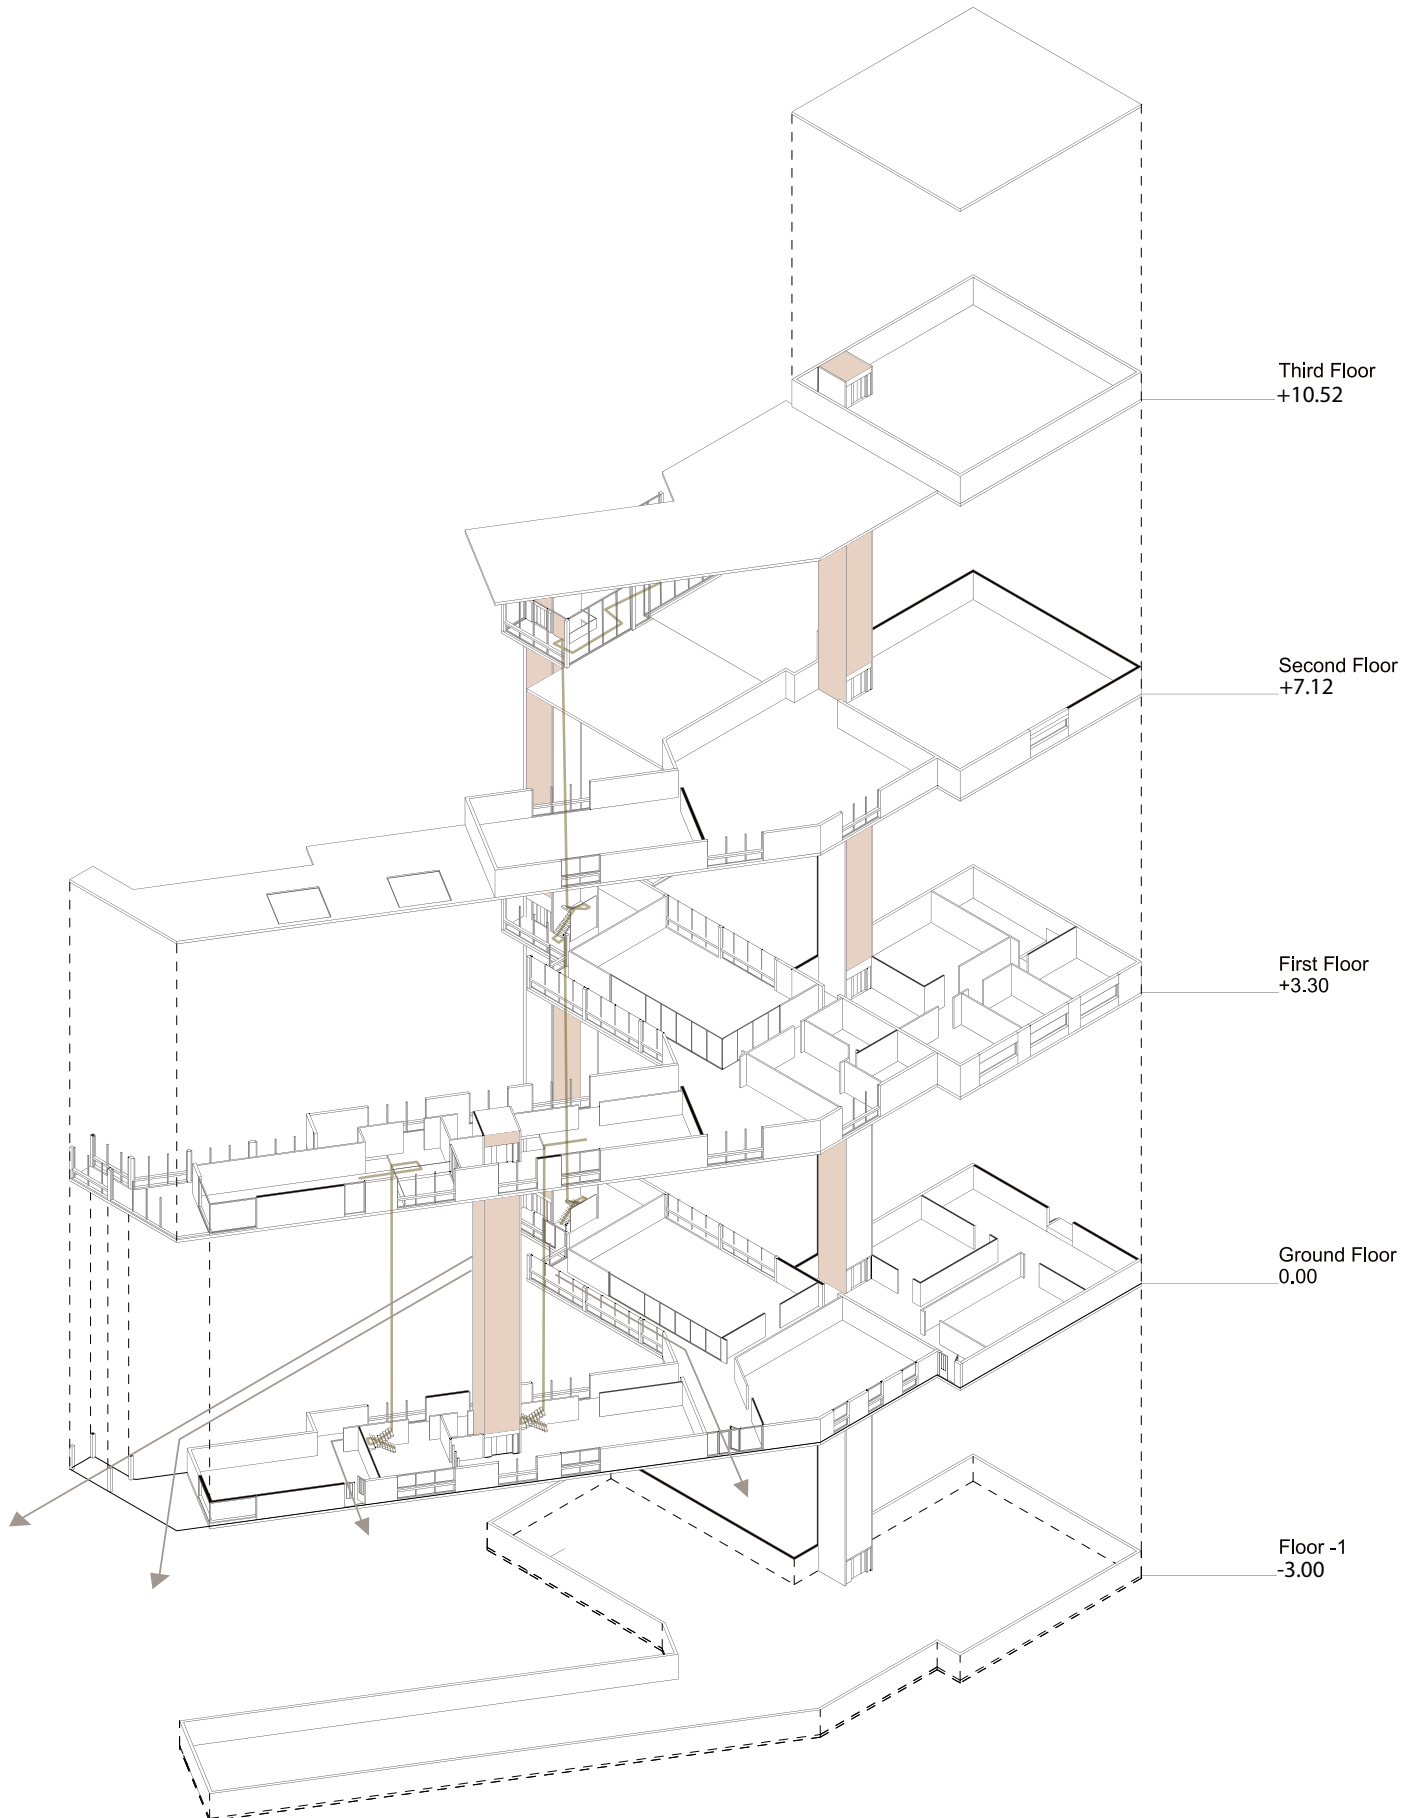 Third Floor
+10.52
Second Floor
+7.12
First Floor
+3.30
Ground Floor
0.00
Floor -1
-3.00